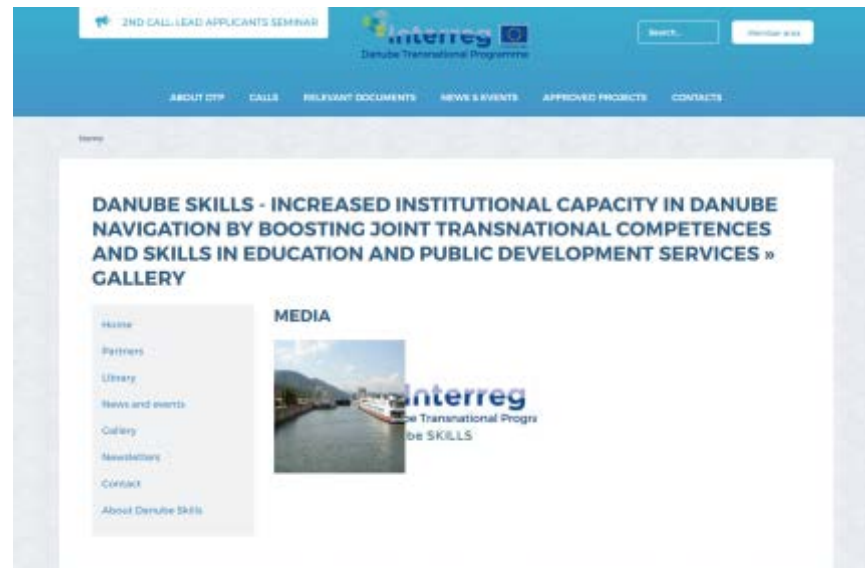 2ND CALL: LEAD APPLICANTS SEMINAR
Interreg
Danube Transnational Programme
Search...
Member area
ABOUT DTP
CALLS
RELEVANT DOCUMENTS
NEWS & EVENTS
APPROVED PROJECTS
CONTACTS
Home
DANUBE SKILLS - INCREASED INSTITUTIONAL CAPACITY IN DANUBE
NAVIGATION BY BOOSTING JOINT TRANSNATIONAL COMPETENCES
AND SKILLS IN EDUCATION AND PUBLIC DEVELOPMENT SERVICES »
GALLERY
Home
Partners
Library
News and events
Gallery
Newsletters
Contact
About Danube Skills
MEDIA
Interreg
be Transnational Progra
be SKILLS